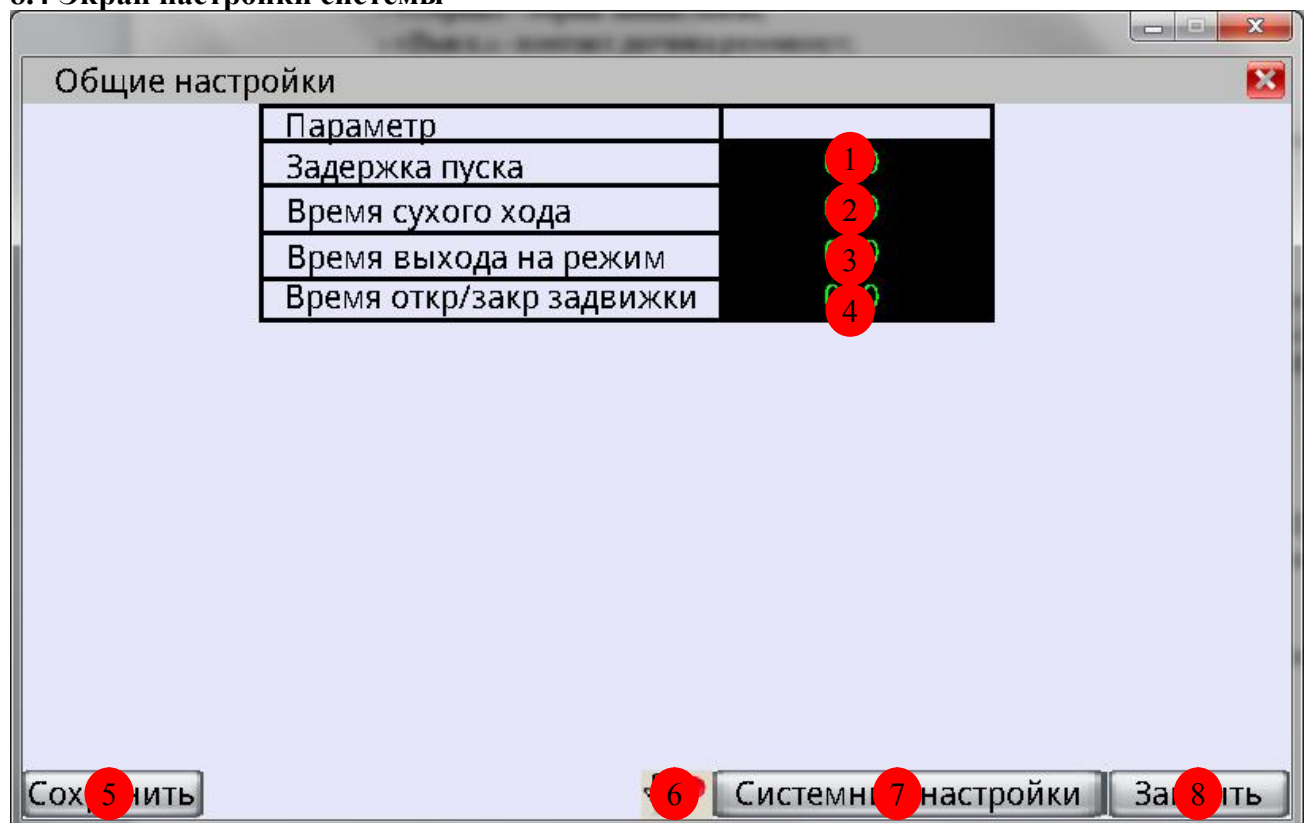 Общие настройки
Параметр
Задержка пуска 1
Время сухого хода 2
Время выхода на режим 3
Время откр/закр задвижки 4
5 6 7 настройки 8